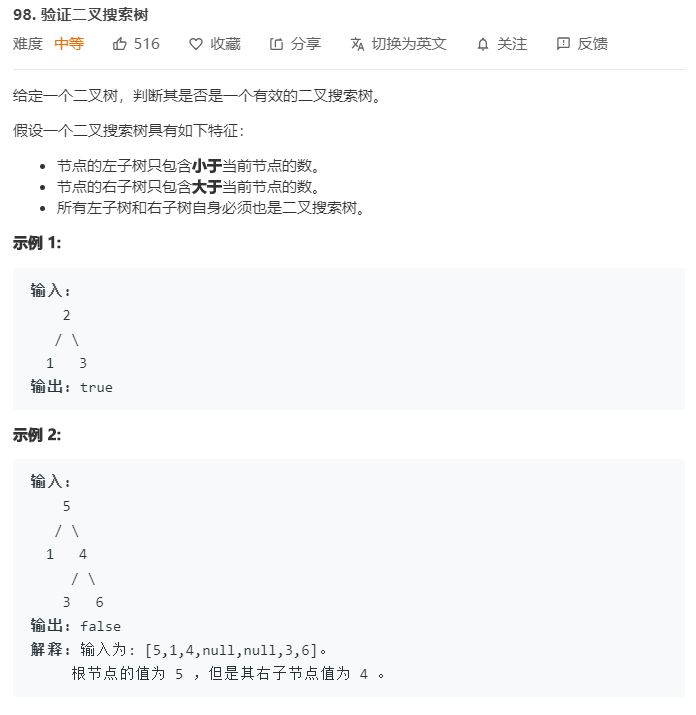 98. 验证二叉搜索树
难度 中等 516 收藏 分享 切换为英文 关注 反馈
给定一个二叉树，判断其是否是一个有效的二叉搜索树。
假设一个二叉搜索树具有如下特征：
• 节点的左子树只包含小于当前节点的数。
• 节点的右子树只包含大于当前节点的数。
• 所有左子树和右子树自身必须也是二叉搜索树。
示例 1:
输入:
2
/ \
1 3
输出: true
示例 2:
输入:
5
/ \
1 4
/ \
3 6
输出: false
解释: 输入为: [5,1,4,null,null,3,6]。
根节点的值为 5 ，但是其右子节点值为 4 。